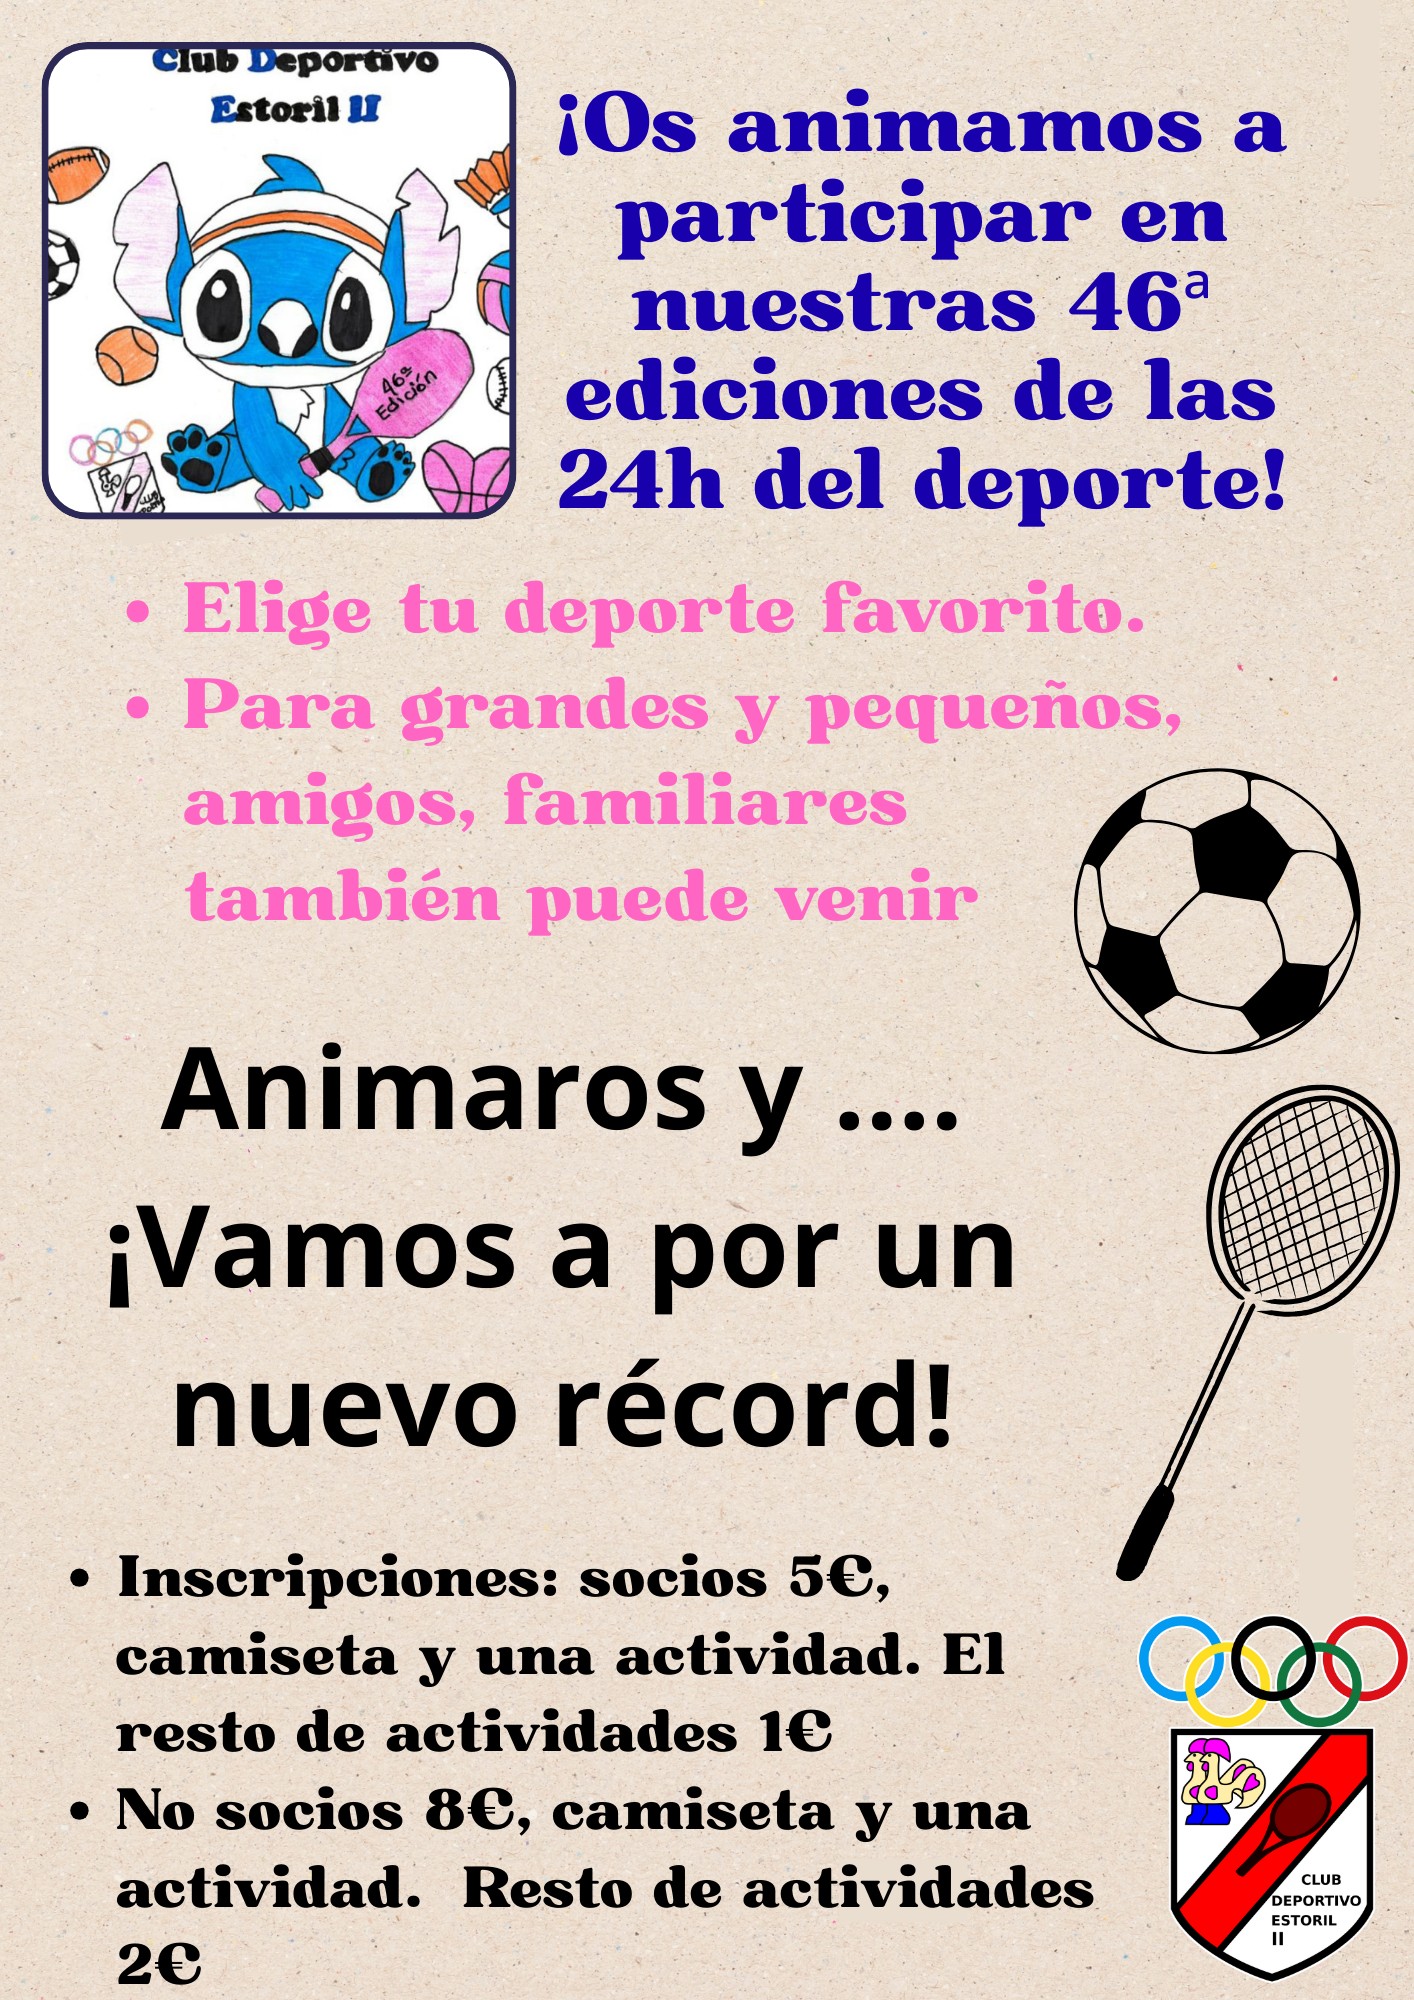 Club Deportivo
Estoril II
46ª
Edición
¡Os animamos a
participar en
nuestras 46ª
ediciones de las
24h del deporte!
• Elige tu deporte favorito.
• Para grandes y pequeños,
amigos, familiares
también puede venir
Animaros y ....
¡Vamos a por un
nuevo récord!
• Inscripciones: socios 5€,
camiseta y una actividad. El
resto de actividades 1€
• No socios 8€, camiseta y una
actividad. Resto de actividades
2€
CLUB
DEPORTIVO
ESTORIL
II